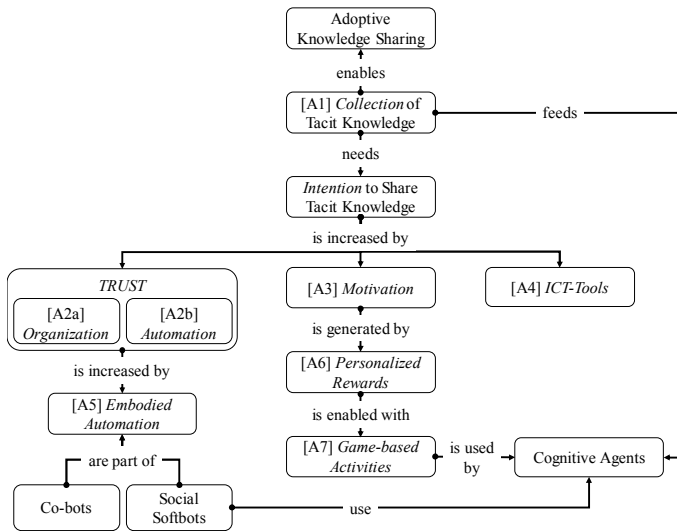 Adoptive
Knowledge Sharing
enables
[A1] Collection of
Tacit Knowledge
feeds
needs
Intention to Share
Tacit Knowledge
is increased by
TRUST
[A2a]
Organization
[A2b]
Automation
[A3] Motivation
[A4] ICT-Tools
is generated by
is increased by
[A6] Personalized
Rewards
[A5] Embodied
Automation
is enabled with
[A7] Game-based
Activities
is used
by
Cognitive Agents
are part of
Co-bots
Social
Softbots
use